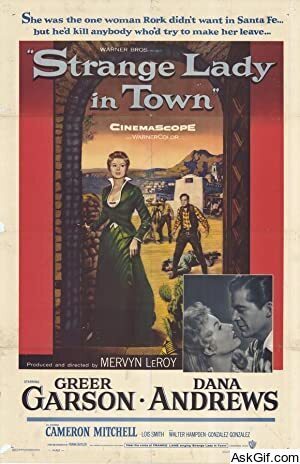 She was the one woman Rork didn't want in Santa Fe...
but he'd kill anybody who'd try to make her leave...
WARNER BROS.
"Strange Lady
in Town"
CINEMASCOPE
WARNERCOLOR
Produced and directed by MERVYN LeROY
STARRING
GREER DANA
GARSON · ANDREWS
CAMERON MITCHELL · LOIS SMITH · WALTER HAMPDEN · GONZALEZ GONZALEZ
AskGif.com